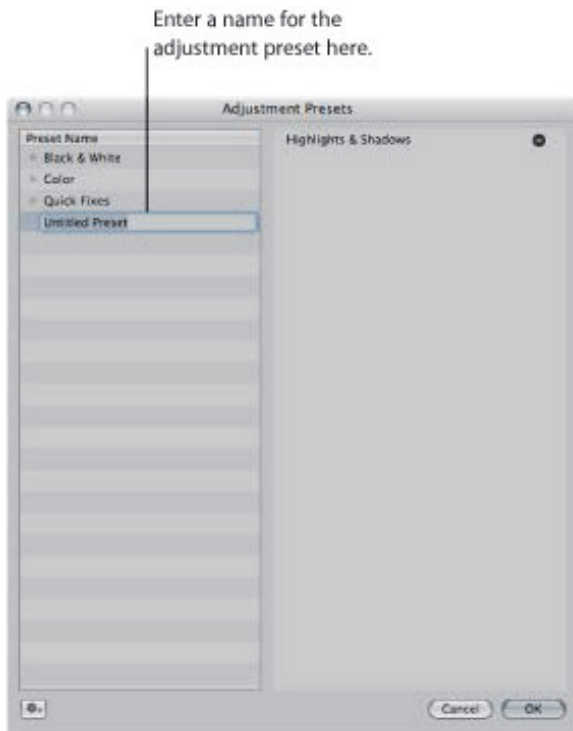 Enter a name for the
adjustment preset here.
Adjustment Presets
Preset Name
Highlights & Shadows
Black & White
Color
Quick Fixes
Untitled Preset
Cancel
OK